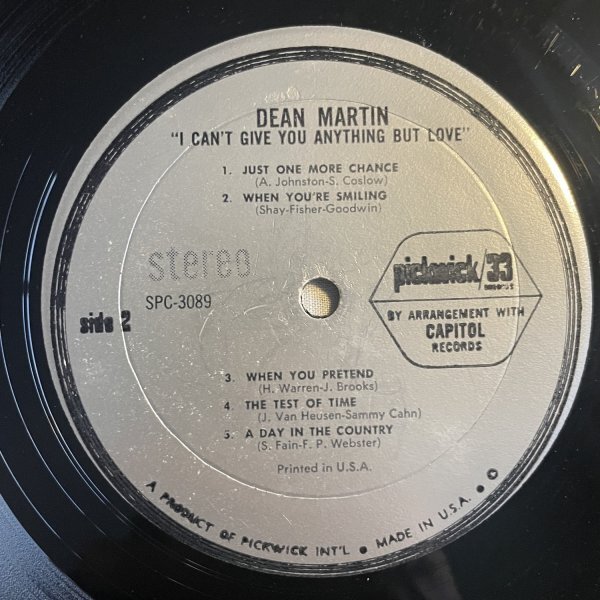 DEAN MARTIN
"I CAN'T GIVE YOU ANYTHING BUT LOVE"
1. JUST ONE MORE CHANCE
(A. Johnston-S. Coslow)
2. WHEN YOU'RE SMILING
(Shay-Fisher-Goodwin)
stereo
SPC-3089
side 2
pickwick/33
RECORDS
BY ARRANGEMENT WITH
CAPITOL
RECORDS
3. WHEN YOU PRETEND
(H. Warren-J. Brooks)
4. THE TEST OF TIME
(J. Van Heusen-Sammy Cahn)
5. A DAY IN THE COUNTRY
(S. Fain-F. P. Webster)
Printed in U.S.A.
A PRODUCT OF PICKWICK INT'L • MADE IN U.S.A. •